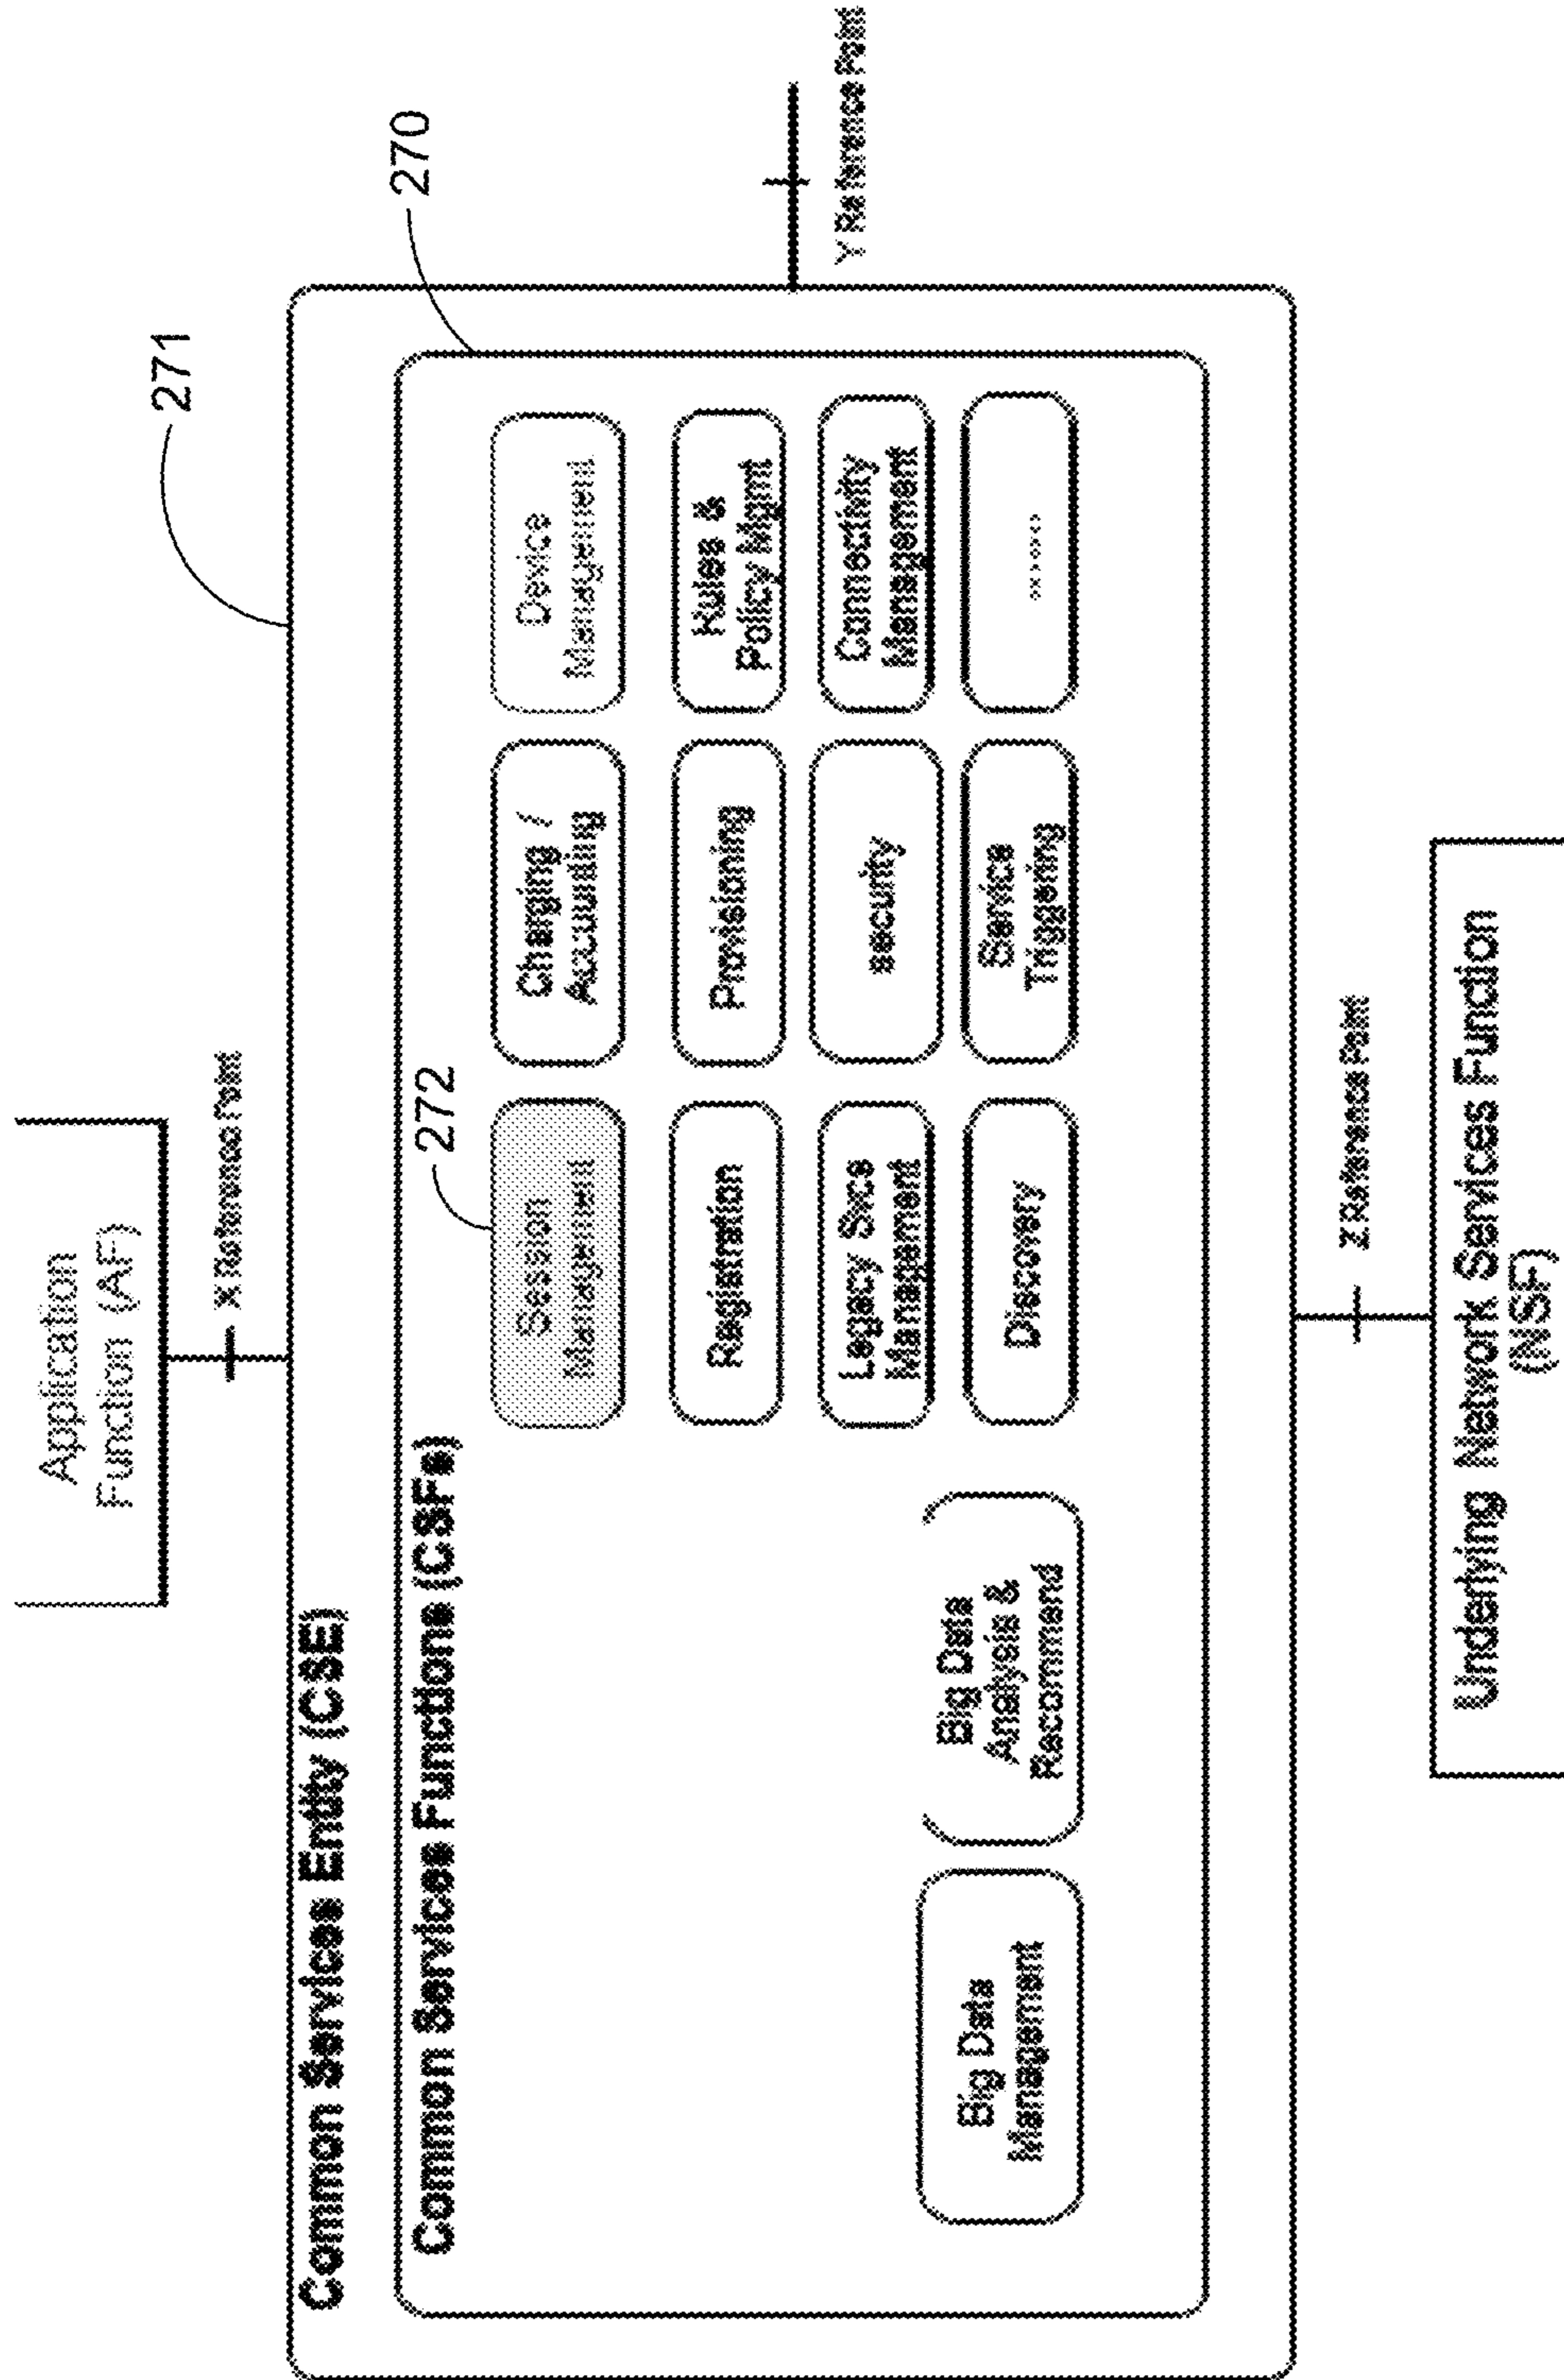 Application
Function (AF)
X Reference Point
271
Common Services Entity (CSE)
270
Common Services Functions (CSFs)
272
Session
Management
Charging /
Accounting
Device
Management
Registration
Provisioning
Rules &
Policy Mgmt
Legacy Svcs
Management
security
Connectivity
Management
Big Data
Management
Big Data
Analysis &
Recommend
Discovery
Service
Triggering
.......
Y Reference Point
Z Reference Point
Underlying Network Services Function
(NSF)